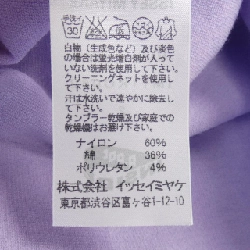 白物（生成色など）及び淡色
の場合は蛍光増白剤が入って
いない洗剤を使用して下さい。
クリーニングネットを使用して
下さい。
汗は水洗いで速やかに除去して
下さい。
タンブラー乾燥及び家庭での
乾燥機はお避け下さい。
ナイロン 60%
綿 36%
ポリウレタン 4%
株式会社 イッセイミヤケ
東京都渋谷区富ヶ谷1-12-10